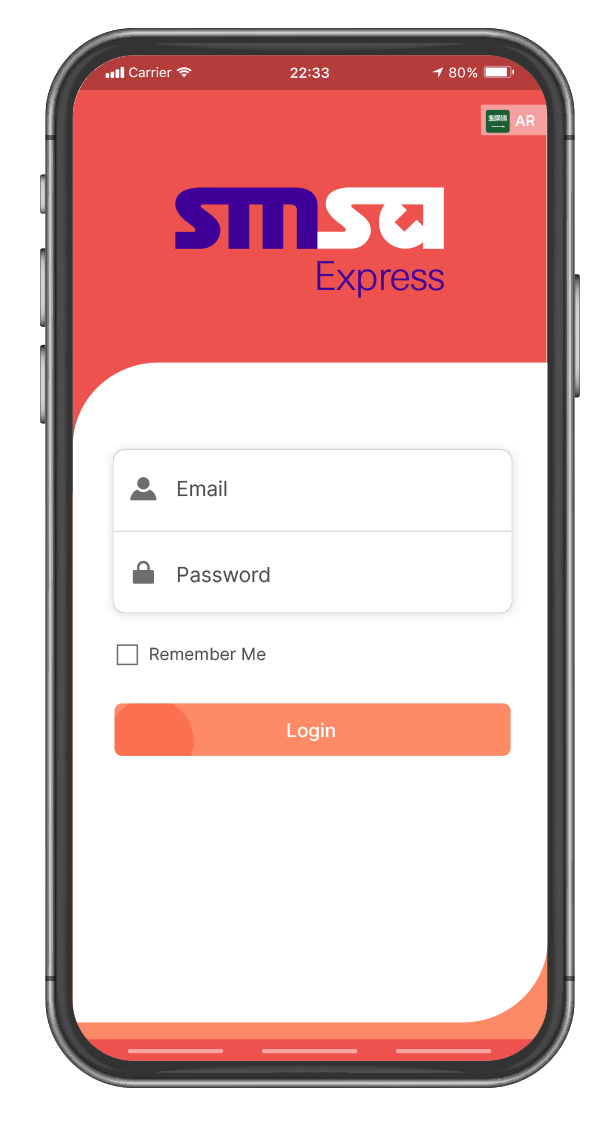 Carrier 22:33 80%
AR
smsa
Express
Email
Password
Remember Me
Login